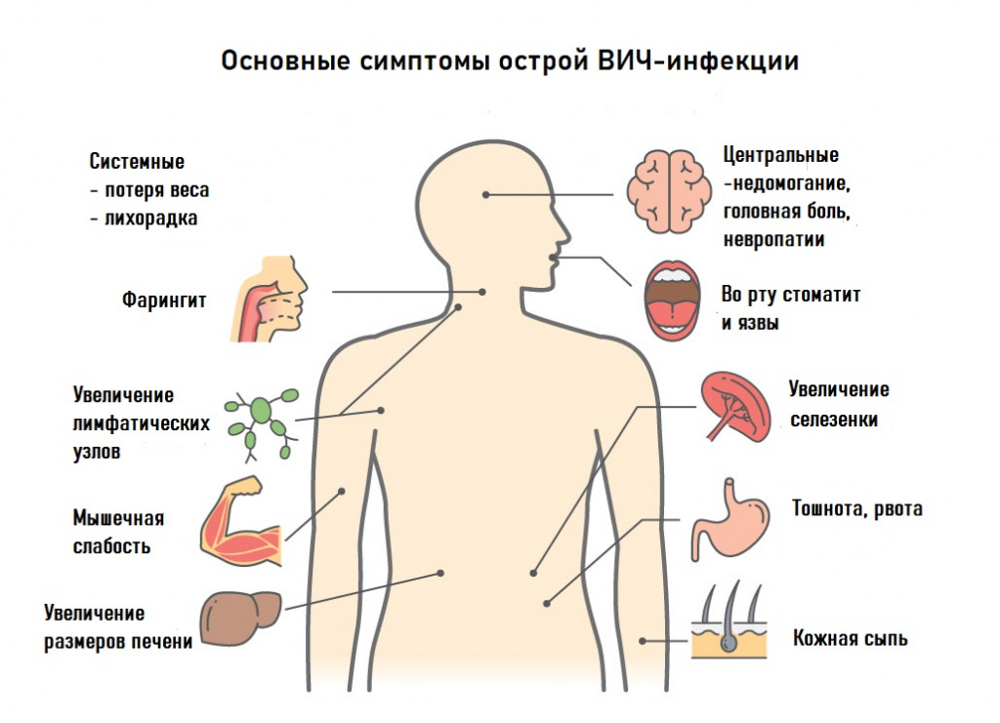 Основные симптомы острой ВИЧ-инфекции
Системные
- потеря веса
- лихорадка
Фарингит
Увеличение
лимфатических
узлов
Мышечная
слабость
Увеличение
размеров печени
Центральные
-недомогание,
головная боль,
невропатии
Во рту стоматит
и язвы
Увеличение
селезенки
Тошнота, рвота
Кожная сыпь